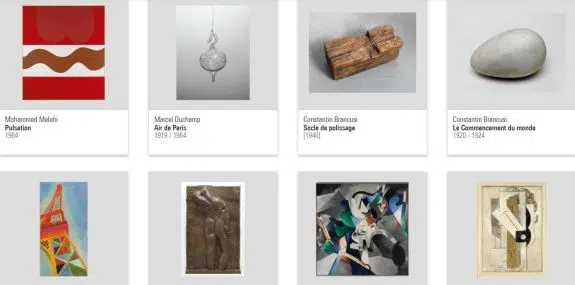 Mohammed Melehi
Pulsation
1964
Marcel Duchamp
Air de Paris
1919 / 1964
Constantin Brancusi
Socle de polissage
[1940]
Constantin Brancusi
Le Commencement du monde
1920 - 1924